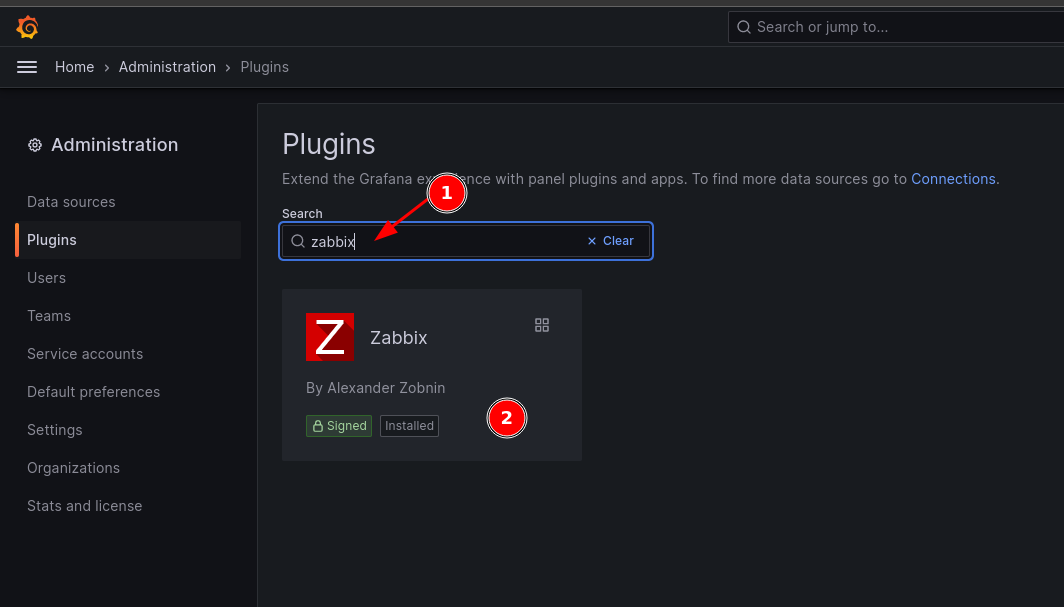 Search or jump to...
Home › Administration › Plugins
Administration
Data sources
Plugins
Users
Teams
Service accounts
Default preferences
Settings
Organizations
Stats and license
Plugins
Extend the Grafana ex ence with panel plugins and apps. To find more data sources go to Connections.
1
Search
zabbix
Clear
Z
Zabbix
By Alexander Zobnin
Signed
Installed
2